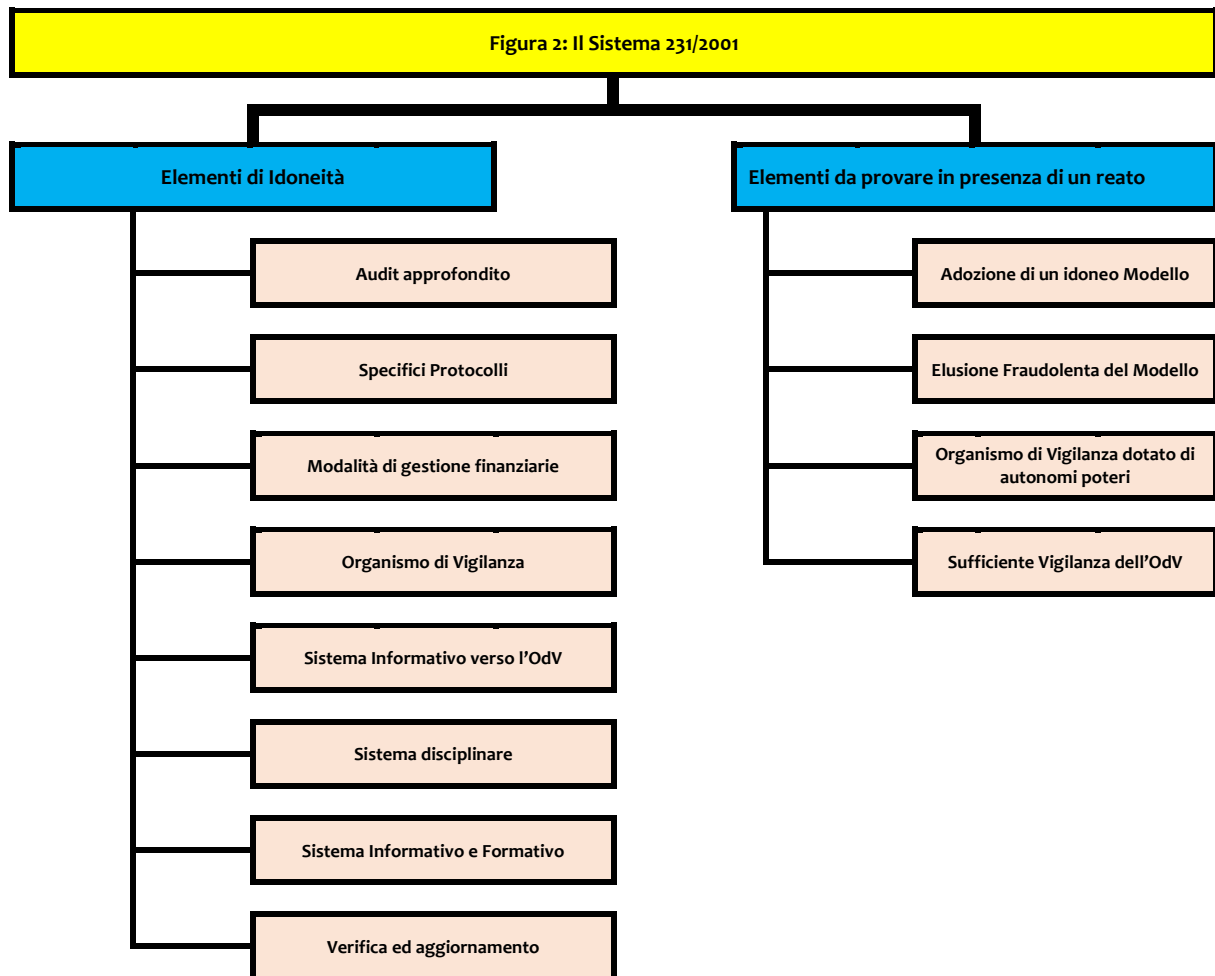 Figura 2: Il Sistema 231/2001
Elementi di Idoneità
Audit approfondito
Specifici Protocolli
Modalità di gestione finanziarie
Organismo di Vigilanza
Sistema Informativo verso l'OdV
Sistema disciplinare
Sistema Informativo e Formativo
Verifica ed aggiornamento
Elementi da provare in presenza di un reato
Adozione di un idoneo Modello
Elusione Fraudolenta del Modello
Organismo di Vigilanza dotato di
autonomi poteri
Sufficiente Vigilanza dell'OdV